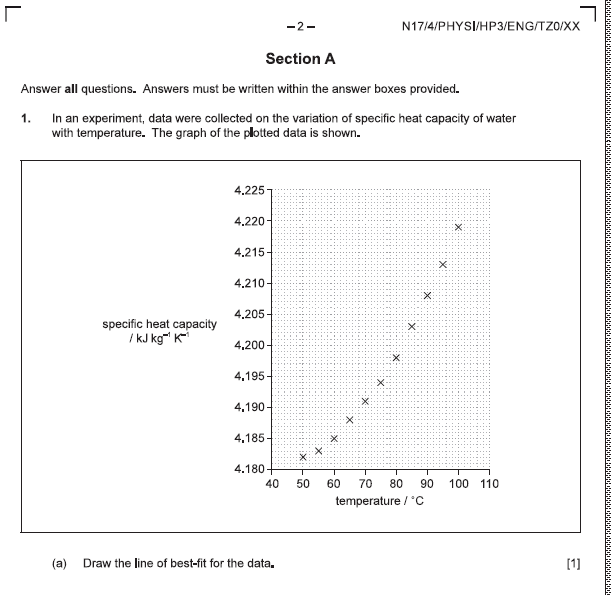 – 2 –
N17/4/PHYSI/HP3/ENG/TZ0/XX
Section A
Answer all questions. Answers must be written within the answer boxes provided.
1. In an experiment, data were collected on the variation of specific heat capacity of water
with temperature. The graph of the plotted data is shown.
4.225
4.220
4.215
4.210
4.205
specific heat capacity
/ kJ kg⁻¹ K⁻¹
4.200
4.195
4.190
4.185
4.180
40 50 60 70 80 90 100 110
temperature / °C
(a) Draw the line of best-fit for the data. [1]